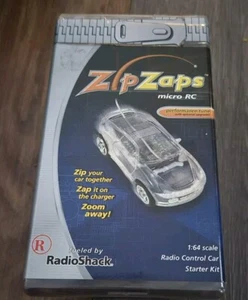 ZipZaps
micro RC
Zip your
car together
Zap it on
the charger
Zoom
away!
R
fueled by
RadioShack.
1:64 scale
Radio Control Car
Starter Kit